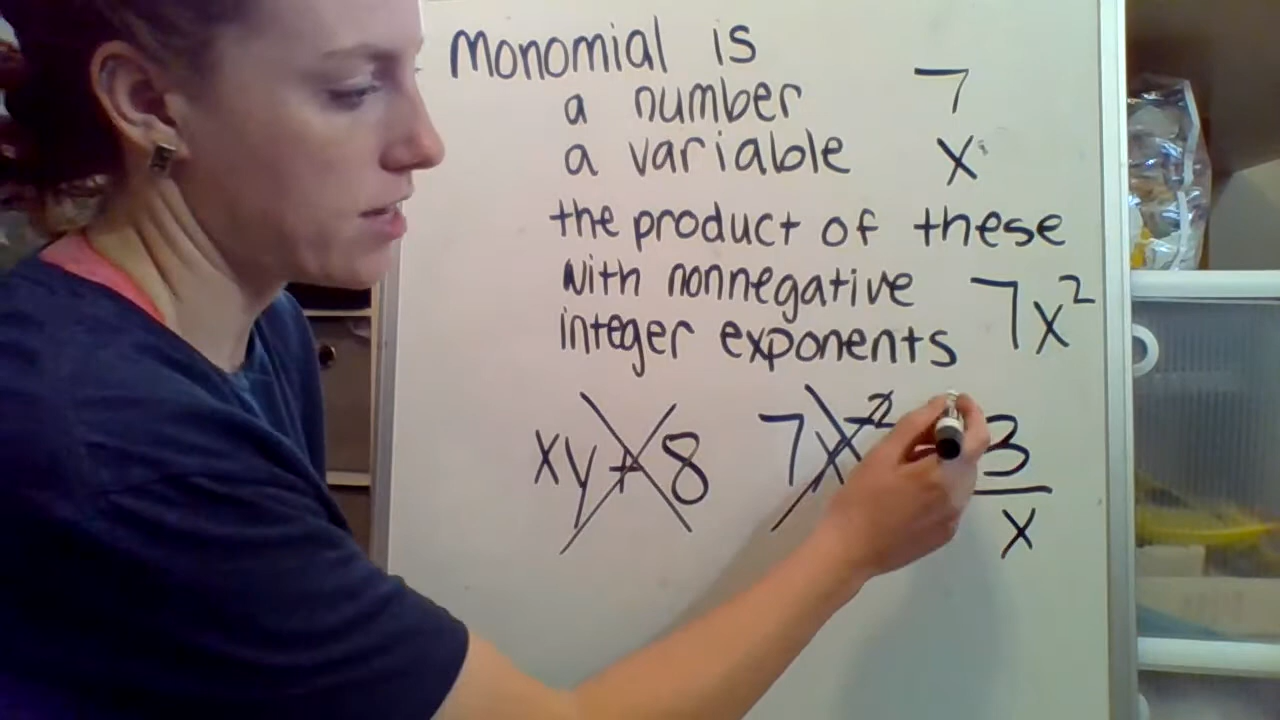 Monomial is
a number 7
a variable x
the product of these
with nonnegative 7x²
integer exponents
xy+8 7x⁻² 3/x